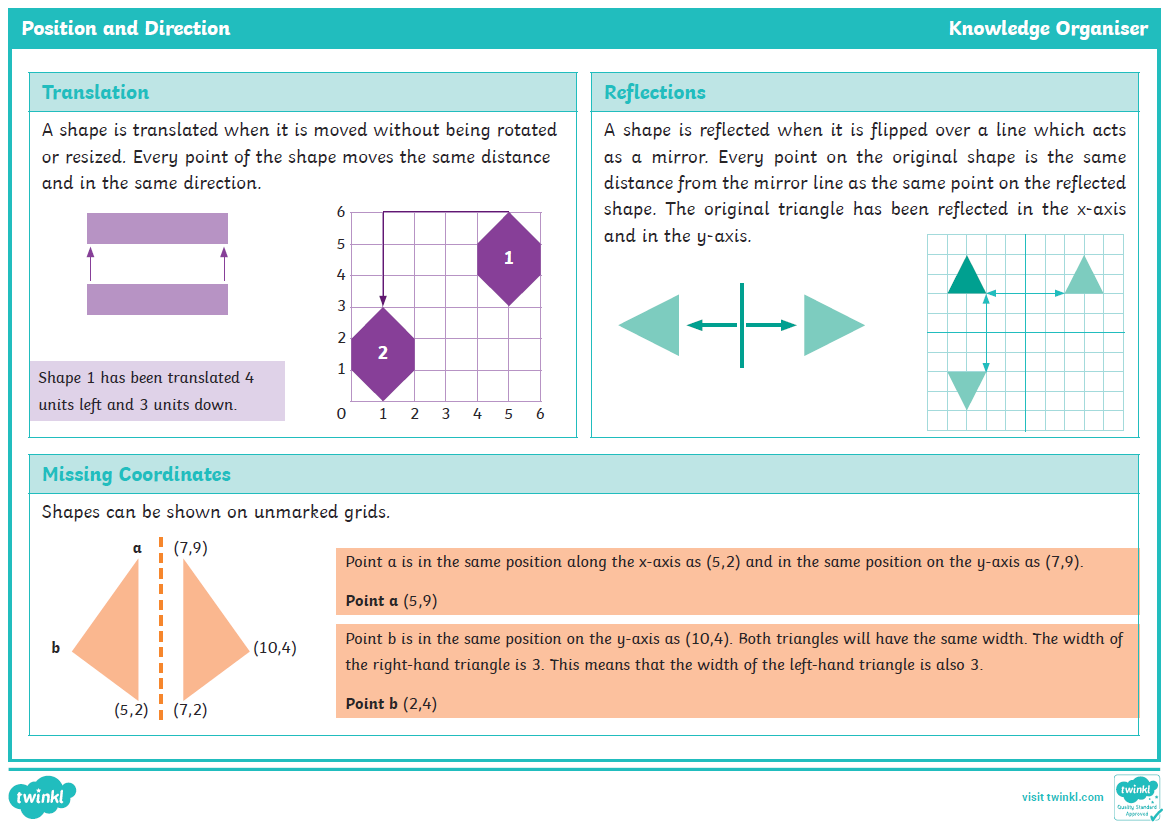 Position and Direction
Knowledge Organiser
Translation
A shape is translated when it is moved without being rotated
or resized. Every point of the shape moves the same distance
and in the same direction.
6
5
4
3
2
1
0 1 2 3 4 5 6
1
2
Shape 1 has been translated 4
units left and 3 units down.
Reflections
A shape is reflected when it is flipped over a line which acts
as a mirror. Every point on the original shape is the same
distance from the mirror line as the same point on the reflected
shape. The original triangle has been reflected in the x-axis
and in the y-axis.
Missing Coordinates
Shapes can be shown on unmarked grids.
a (7,9)
b (10,4)
(5,2) (7,2)
Point a is in the same position along the x-axis as (5,2) and in the same position on the y-axis as (7,9).
Point a (5,9)
Point b is in the same position on the y-axis as (10,4). Both triangles will have the same width. The width of
the right-hand triangle is 3. This means that the width of the left-hand triangle is also 3.
Point b (2,4)
twinkl
visit twinkl.com
twinkl
Quality Standard
Approved